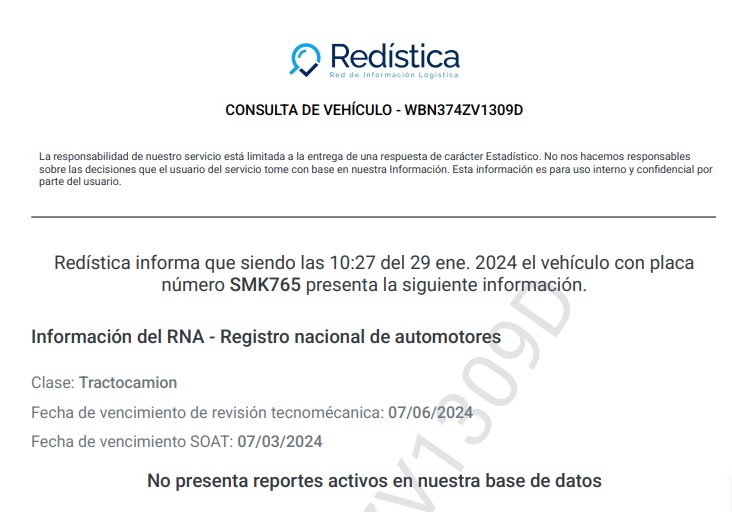 Redística
Red de Información Logística
CONSULTA DE VEHÍCULO - WBN374ZV1309D
La responsabilidad de nuestro servicio está limitada a la entrega de una respuesta de carácter Estadístico. No nos hacemos responsables
sobre las decisiones que el usuario del servicio tome con base en nuestra Información. Esta información es para uso interno y confidencial por
parte del usuario.
Redística informa que siendo las 10:27 del 29 ene. 2024 el vehículo con placa
número SMK765 presenta la siguiente información.
Información del RNA - Registro nacional de automotores
Clase: Tractocamion
Fecha de vencimiento de revisión tecnomécanica: 07/06/2024
Fecha de vencimiento SOAT: 07/03/2024
No presenta reportes activos en nuestra base de datos
ZV1309D